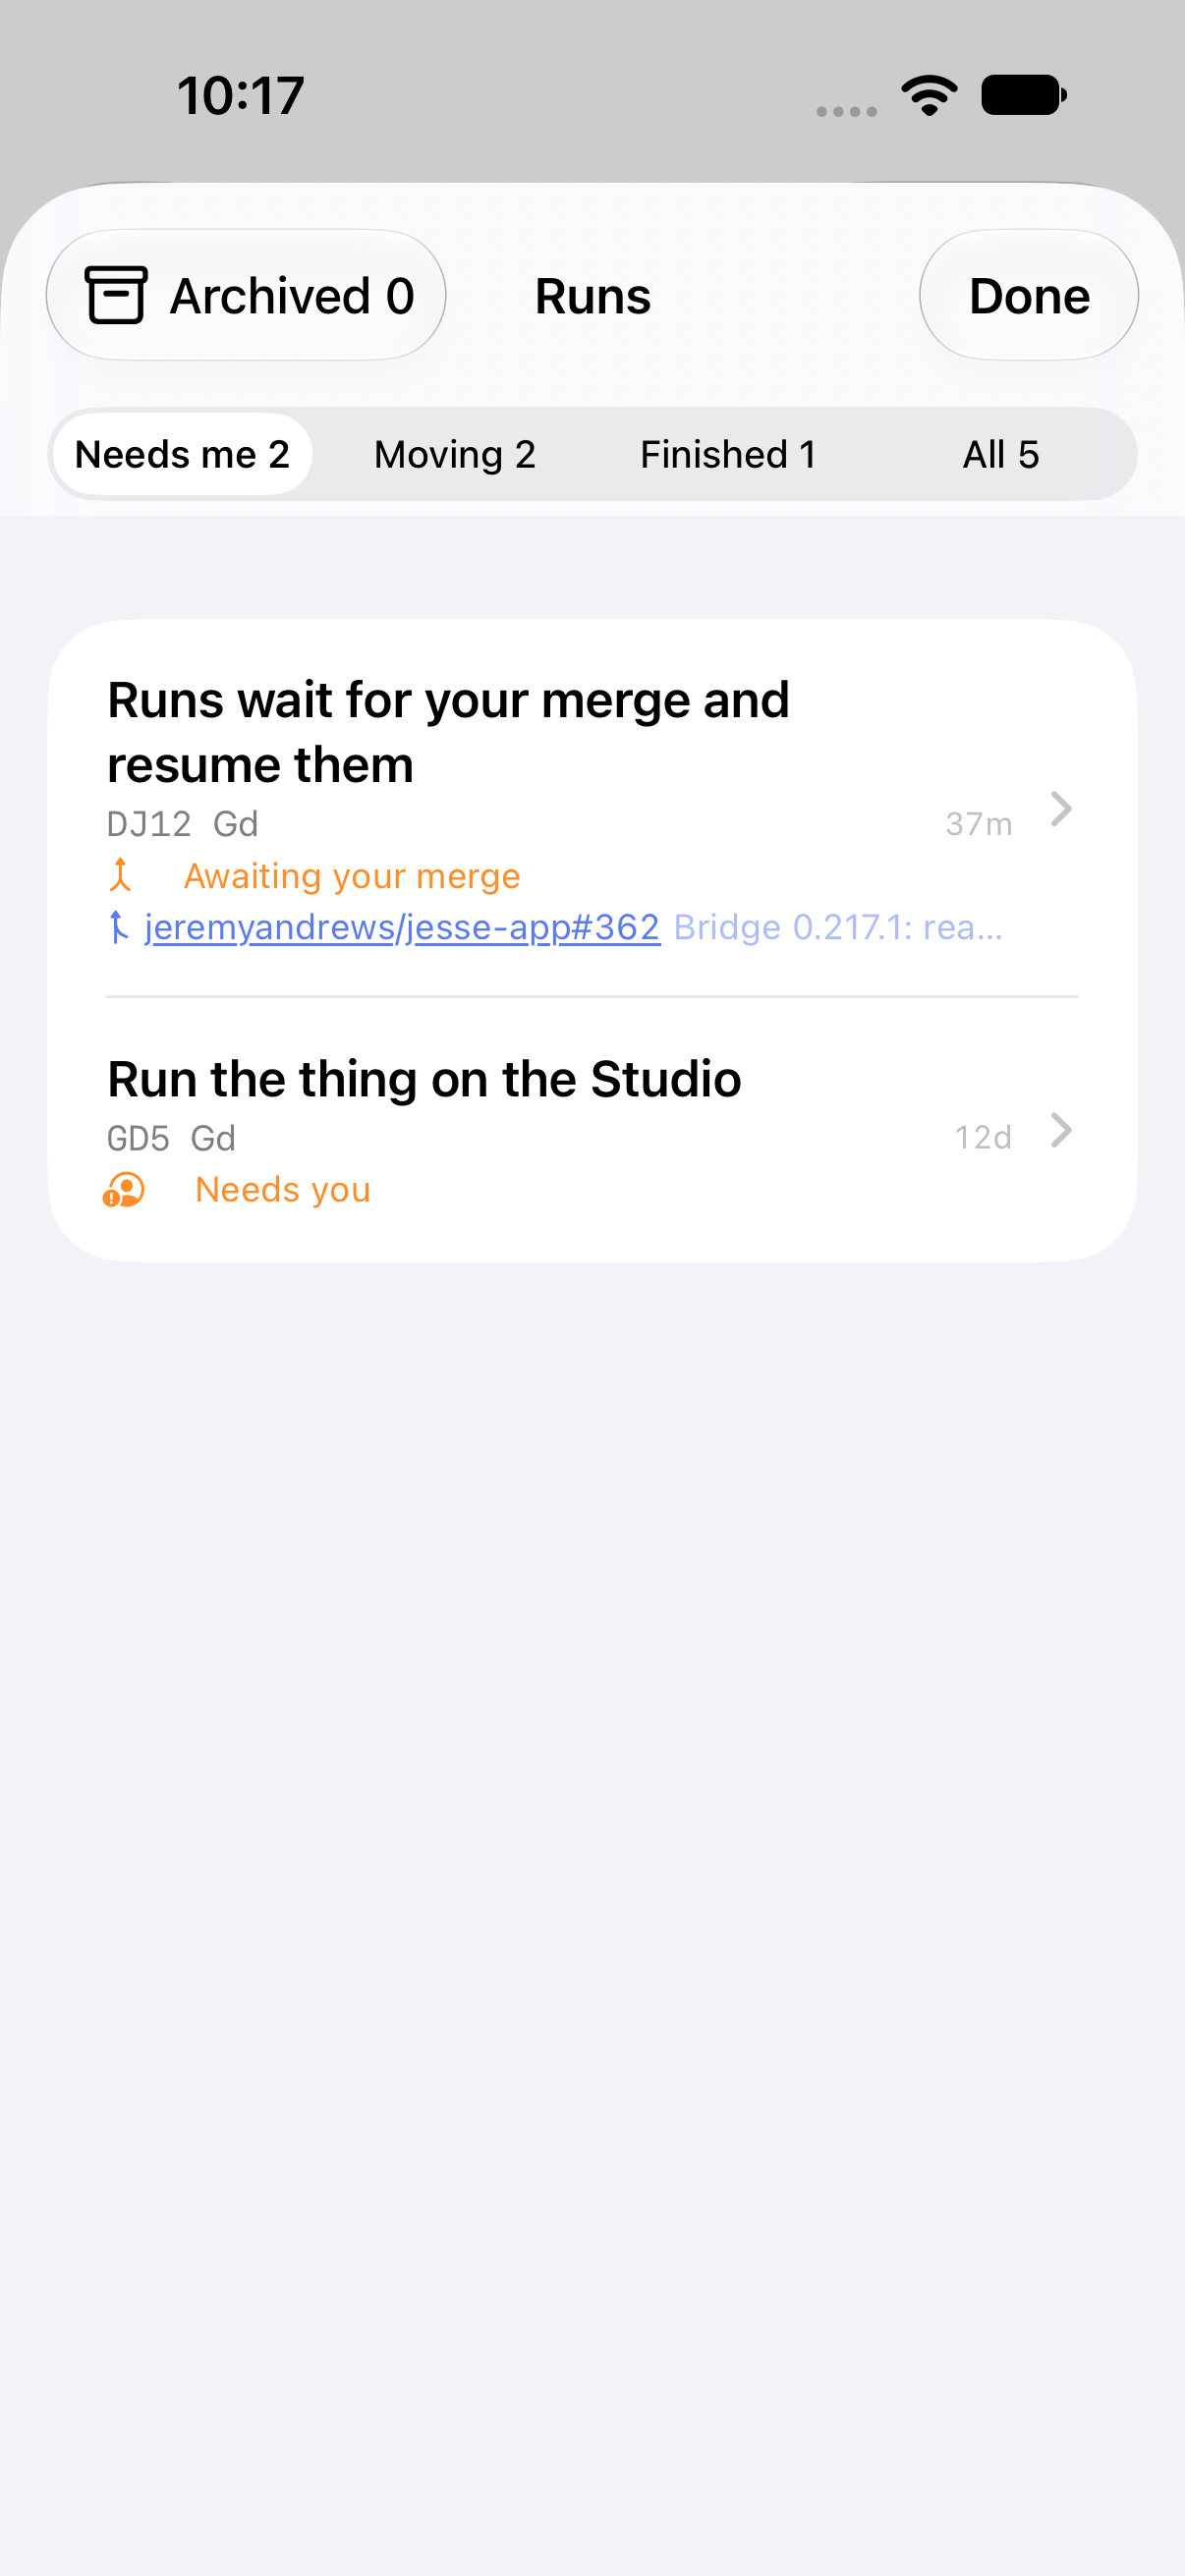 10:17
Archived 0
Runs
Done
Needs me 2
Moving 2
Finished 1
All 5
Runs wait for your merge and
resume them
DJ12 Gd
37m
Awaiting your merge
jeremyandrews/jesse-app#362 Bridge 0.217.1: rea...
Run the thing on the Studio
GD5 Gd
12d
Needs you